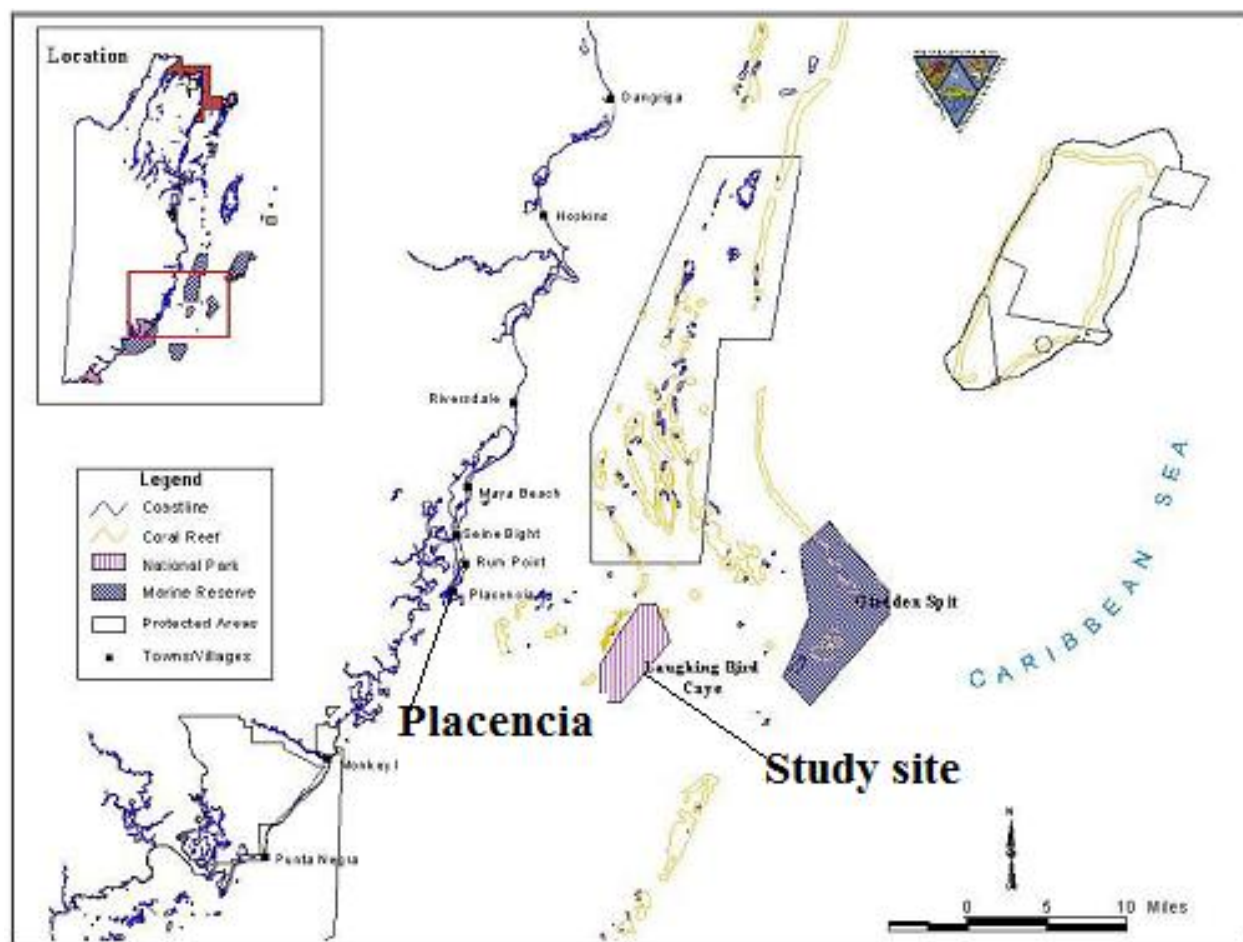 Location
Dangriga
Hopkins
Riversdale
Maya Beach
Seine Bight
Rum Point
Placencia
Gladden Spit
Laughing Bird
Caye
Placencia
Study site
Monkey
Punta Negra
CARIBBEAN SEA
Legend
Coastline
Coral Reef
National Park
Marine Reserve
Protected Areas
Towns/Villages
N
0 5 10 Miles